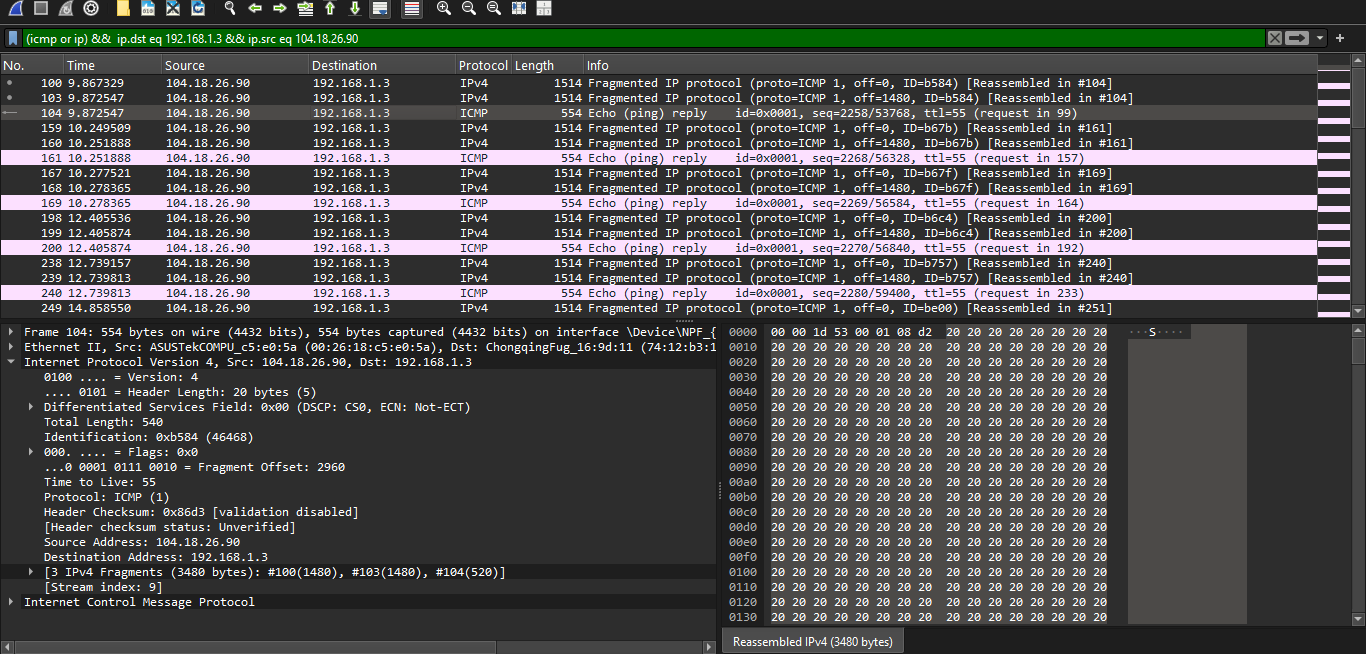 (icmp or ip) && ip.dst eq 192.168.1.3 && ip.src eq 104.18.26.90
No. Time Source Destination Protocol Length Info
100 9.867329 104.18.26.90 192.168.1.3 IPv4 1514 Fragmented IP protocol (proto=ICMP 1, off=0, ID=b584) [Reassembled in #104]
103 9.872547 104.18.26.90 192.168.1.3 IPv4 1514 Fragmented IP protocol (proto=ICMP 1, off=1480, ID=b584) [Reassembled in #104]
104 9.872547 104.18.26.90 192.168.1.3 ICMP 554 Echo (ping) reply id=0x0001, seq=2258/53768, ttl=55 (request in 99)
159 10.249509 104.18.26.90 192.168.1.3 IPv4 1514 Fragmented IP protocol (proto=ICMP 1, off=0, ID=b67b) [Reassembled in #161]
160 10.251888 104.18.26.90 192.168.1.3 IPv4 1514 Fragmented IP protocol (proto=ICMP 1, off=1480, ID=b67b) [Reassembled in #161]
161 10.251888 104.18.26.90 192.168.1.3 ICMP 554 Echo (ping) reply id=0x0001, seq=2268/56328, ttl=55 (request in 157)
167 10.277521 104.18.26.90 192.168.1.3 IPv4 1514 Fragmented IP protocol (proto=ICMP 1, off=0, ID=b67f) [Reassembled in #169]
168 10.278365 104.18.26.90 192.168.1.3 IPv4 1514 Fragmented IP protocol (proto=ICMP 1, off=1480, ID=b67f) [Reassembled in #169]
169 10.278365 104.18.26.90 192.168.1.3 ICMP 554 Echo (ping) reply id=0x0001, seq=2269/56584, ttl=55 (request in 164)
198 12.405536 104.18.26.90 192.168.1.3 IPv4 1514 Fragmented IP protocol (proto=ICMP 1, off=0, ID=b6c4) [Reassembled in #200]
199 12.405874 104.18.26.90 192.168.1.3 IPv4 1514 Fragmented IP protocol (proto=ICMP 1, off=1480, ID=b6c4) [Reassembled in #200]
200 12.405874 104.18.26.90 192.168.1.3 ICMP 554 Echo (ping) reply id=0x0001, seq=2270/56840, ttl=55 (request in 192)
238 12.739157 104.18.26.90 192.168.1.3 IPv4 1514 Fragmented IP protocol (proto=ICMP 1, off=0, ID=b757) [Reassembled in #240]
239 12.739813 104.18.26.90 192.168.1.3 IPv4 1514 Fragmented IP protocol (proto=ICMP 1, off=1480, ID=b757) [Reassembled in #240]
240 12.739813 104.18.26.90 192.168.1.3 ICMP 554 Echo (ping) reply id=0x0001, seq=2280/59400, ttl=55 (request in 233)
249 14.858550 104.18.26.90 192.168.1.3 IPv4 1514 Fragmented IP protocol (proto=ICMP 1, off=0, ID=be00) [Reassembled in #251]
Frame 104: 554 bytes on wire (4432 bits), 554 bytes captured (4432 bits) on interface \Device\NPF_{
Ethernet II, Src: ASUSTekCOMPU_c5:e0:5a (00:26:18:c5:e0:5a), Dst: ChongqingFug_16:9d:11 (74:12:b3:1
Internet Protocol Version 4, Src: 104.18.26.90, Dst: 192.168.1.3
0100 .... = Version: 4
.... 0101 = Header Length: 20 bytes (5)
Differentiated Services Field: 0x00 (DSCP: CS0, ECN: Not-ECT)
Total Length: 540
Identification: 0xb584 (46468)
000. .... = Flags: 0x0
...0 0001 0111 0010 = Fragment Offset: 2960
Time to Live: 55
Protocol: ICMP (1)
Header Checksum: 0x86d3 [validation disabled]
[Header checksum status: Unverified]
Source Address: 104.18.26.90
Destination Address: 192.168.1.3
[3 IPv4 Fragments (3480 bytes): #100(1480), #103(1480), #104(520)]
[Stream index: 9]
Internet Control Message Protocol
0000 00 00 1d 53 00 01 08 d2 20 20 20 20 20 20 20 20 ···S····
0010 20 20 20 20 20 20 20 20 20 20 20 20 20 20 20 20
0020 20 20 20 20 20 20 20 20 20 20 20 20 20 20 20 20
0030 20 20 20 20 20 20 20 20 20 20 20 20 20 20 20 20
0040 20 20 20 20 20 20 20 20 20 20 20 20 20 20 20 20
0050 20 20 20 20 20 20 20 20 20 20 20 20 20 20 20 20
0060 20 20 20 20 20 20 20 20 20 20 20 20 20 20 20 20
0070 20 20 20 20 20 20 20 20 20 20 20 20 20 20 20 20
0080 20 20 20 20 20 20 20 20 20 20 20 20 20 20 20 20
0090 20 20 20 20 20 20 20 20 20 20 20 20 20 20 20 20
00a0 20 20 20 20 20 20 20 20 20 20 20 20 20 20 20 20
00b0 20 20 20 20 20 20 20 20 20 20 20 20 20 20 20 20
00c0 20 20 20 20 20 20 20 20 20 20 20 20 20 20 20 20
00d0 20 20 20 20 20 20 20 20 20 20 20 20 20 20 20 20
00e0 20 20 20 20 20 20 20 20 20 20 20 20 20 20 20 20
00f0 20 20 20 20 20 20 20 20 20 20 20 20 20 20 20 20
0100 20 20 20 20 20 20 20 20 20 20 20 20 20 20 20 20
0110 20 20 20 20 20 20 20 20 20 20 20 20 20 20 20 20
0120 20 20 20 20 20 20 20 20 20 20 20 20 20 20 20 20
0130 20 20 20 20 20 20 20 20 20 20 20 20 20 20 20 20
Reassembled IPv4 (3480 bytes)